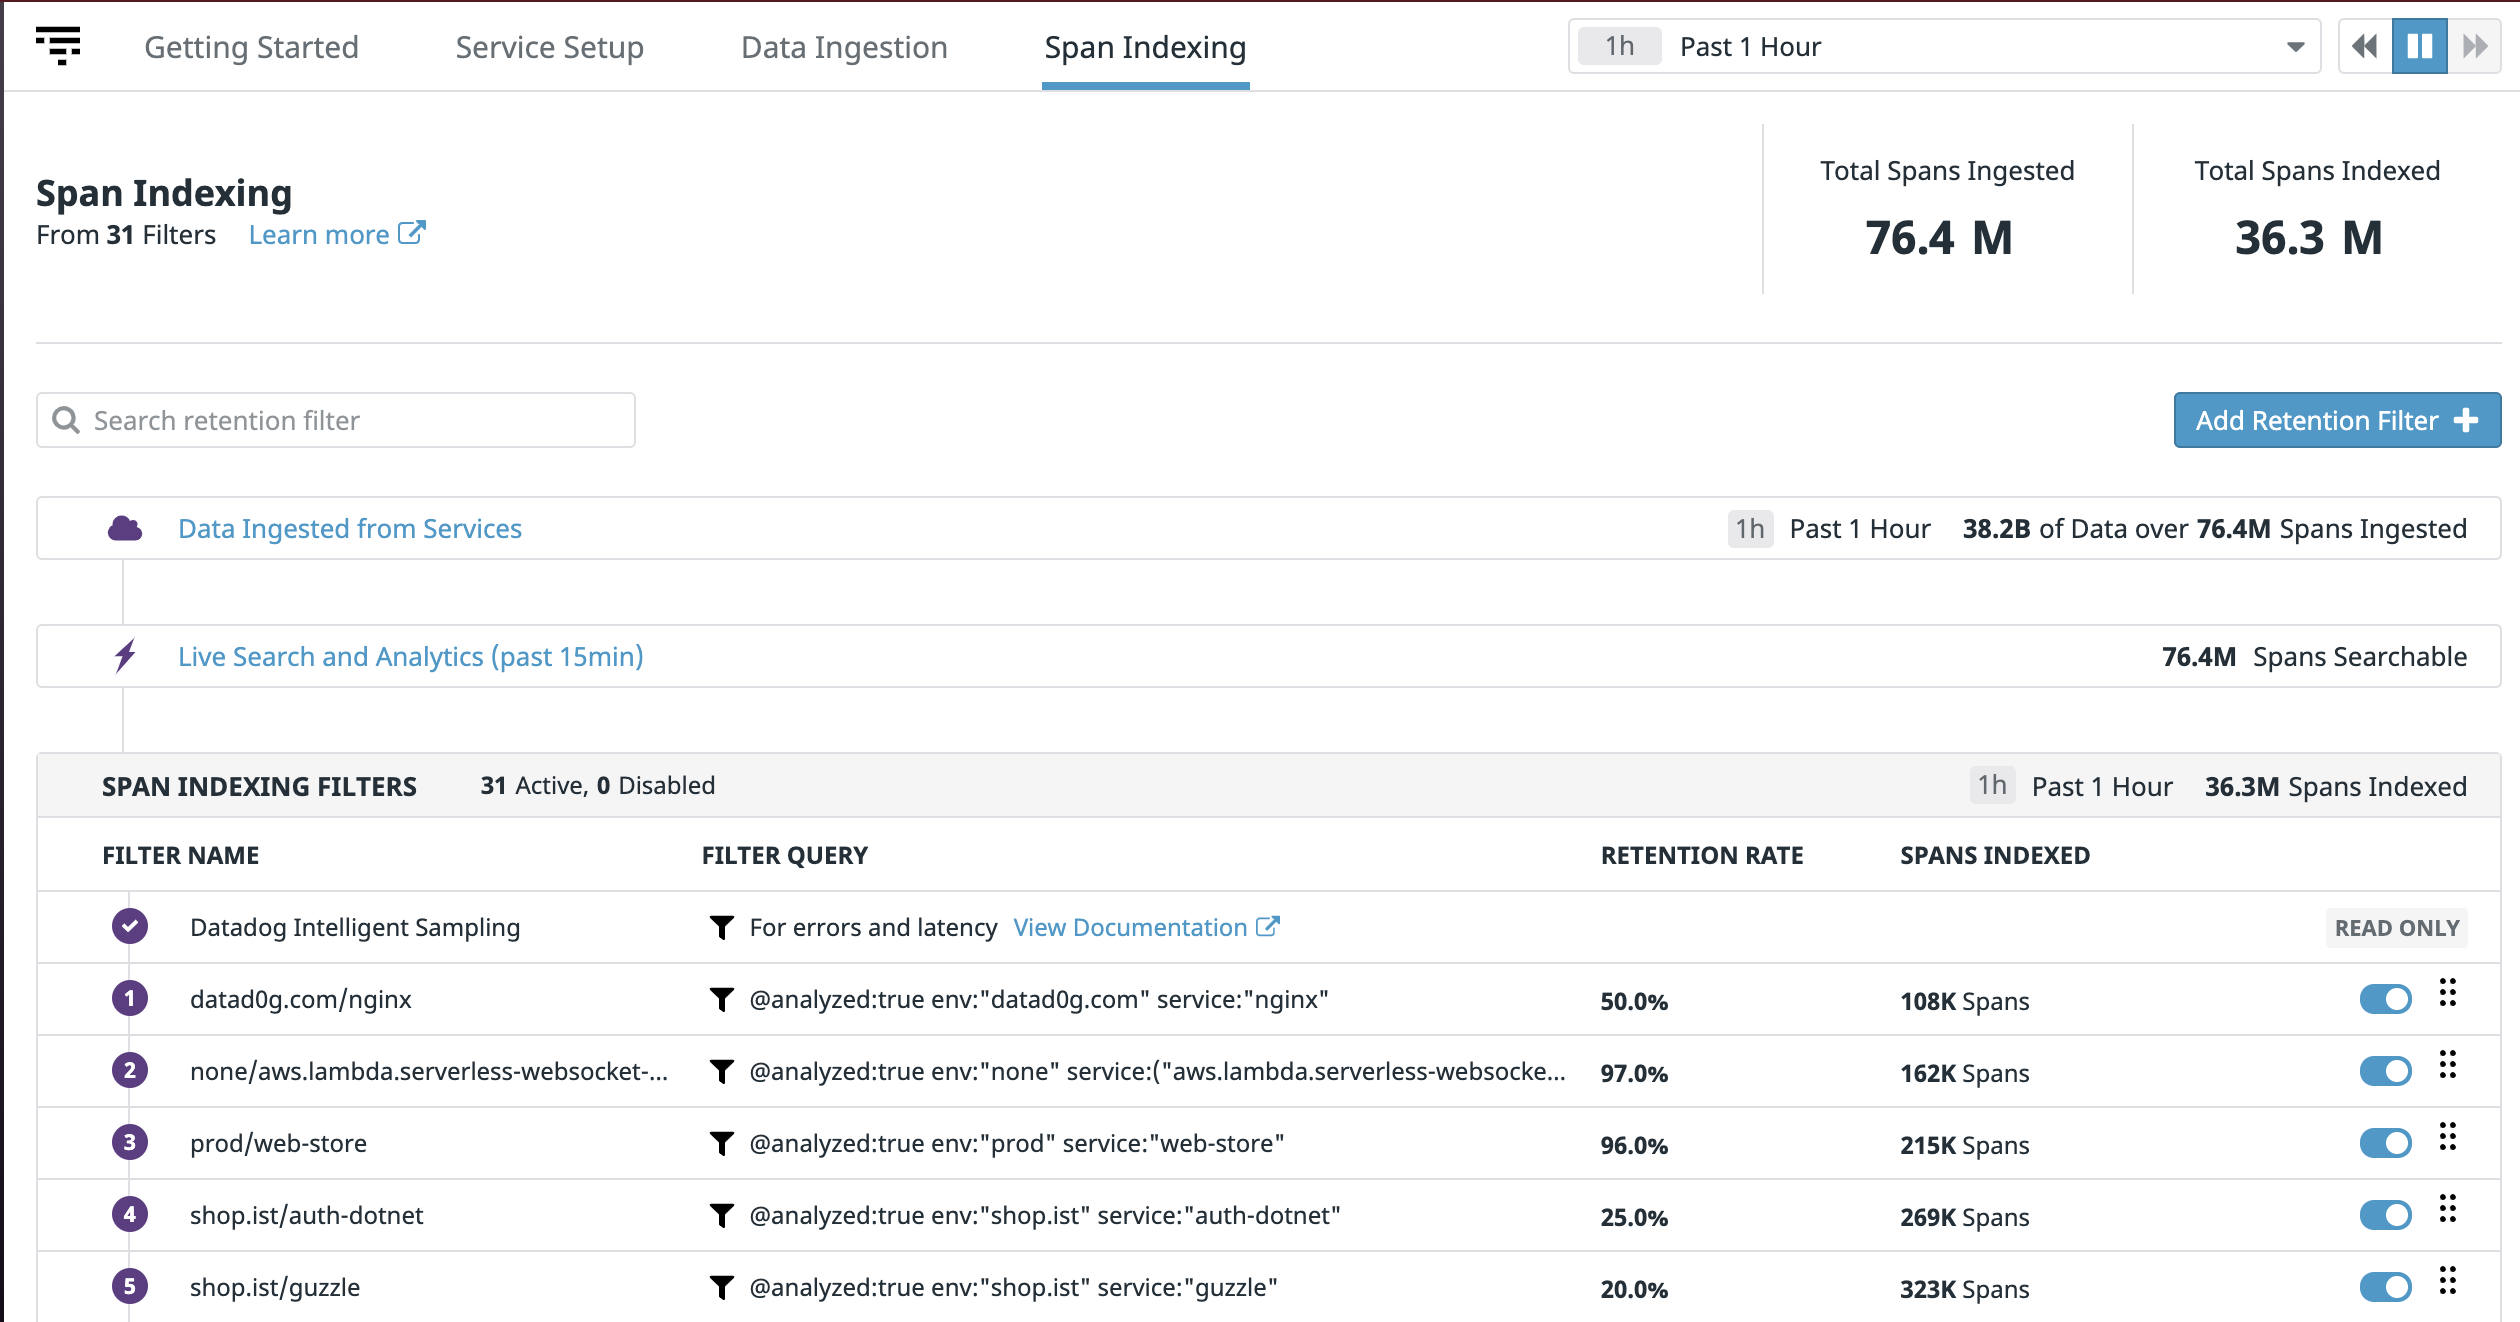 Getting Started Service Setup Data Ingestion Span Indexing 1h Past 1 Hour
Total Spans Ingested Total Spans Indexed
Span Indexing
From 31 Filters Learn more
76.4 M 36.3 M
Search retention filter Add Retention Filter
Data Ingested from Services 1h Past 1 Hour 38.2B of Data over 76.4M Spans Ingested
Live Search and Analytics (past 15min) 76.4M Spans Searchable
SPAN INDEXING FILTERS 31 Active, 0 Disabled 1h Past 1 Hour 36.3M Spans Indexed
FILTER NAME FILTER QUERY RETENTION RATE SPANS INDEXED
Datadog Intelligent Sampling For errors and latency View Documentation READ ONLY
1 datad0g.com/nginx @analyzed:true env:"datad0g.com" service:"nginx" 50.0% 108K Spans
2 none/aws.lambda.serverless-websocket-... @analyzed:true env:"none" service:("aws.lambda.serverless-websocke... 97.0% 162K Spans
3 prod/web-store @analyzed:true env:"prod" service:"web-store" 96.0% 215K Spans
4 shop.ist/auth-dotnet @analyzed:true env:"shop.ist" service:"auth-dotnet" 25.0% 269K Spans
5 shop.ist/guzzle @analyzed:true env:"shop.ist" service:"guzzle" 20.0% 323K Spans